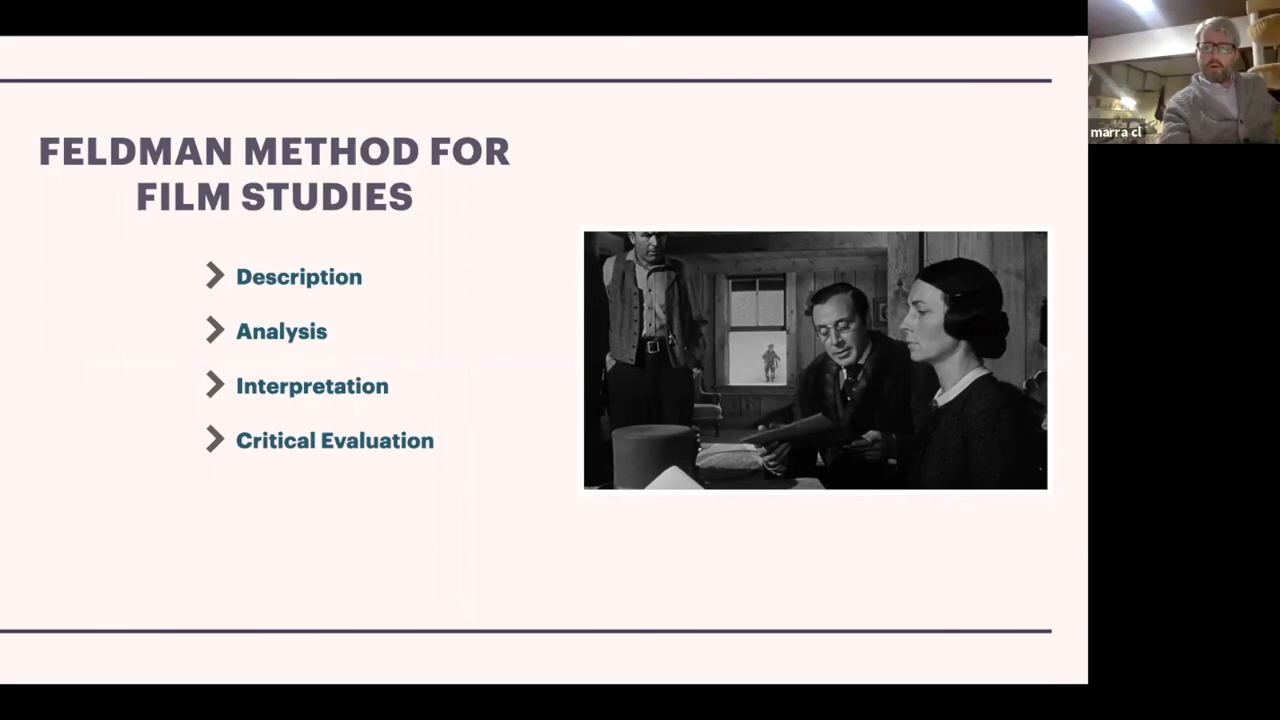 FELDMAN METHOD FOR
FILM STUDIES
Description
Analysis
Interpretation
Critical Evaluation
marra cl